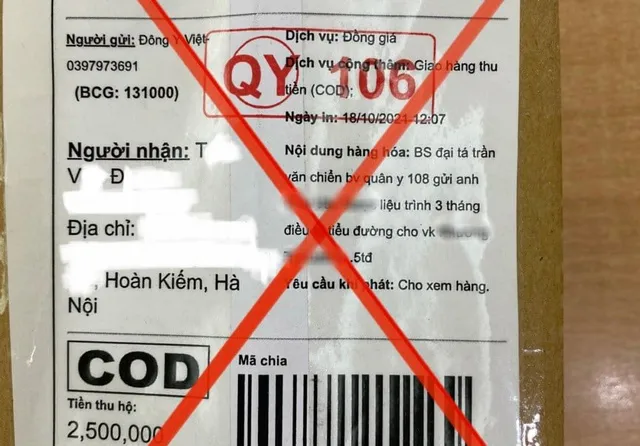 Người gửi: Đông Y Việt
0397973691
(BCG: 131000)
Người nhận: T
V Đ
Địa chỉ:
, Hoàn Kiếm, Hà
Nội
COD
Tiền thu hộ:
2,500,000
Dịch vụ: Đồng giá
Dịch vụ cộng thêm: Giao hàng thu
tiền (COD);
Ngày in: 18/10/2021 12:07
QY 106
Nội dung hàng hóa: BS đại tá trần
văn chiến bv quân y 108 gửi anh
liệu trình 3 tháng
điều tiểu đường cho vk
.5tđ
Yêu cầu khi phát: Cho xem hàng.
Mã chia